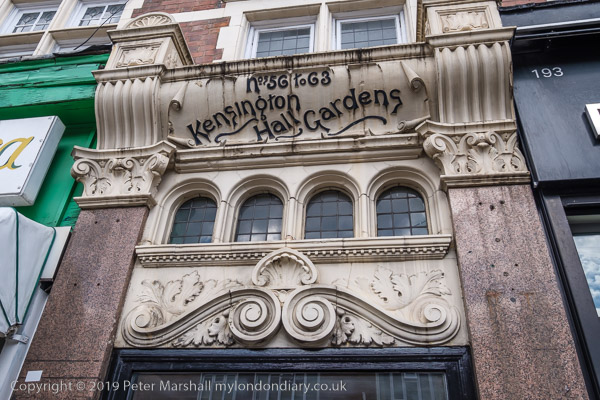 Nos. 56 to 63
Kensington
Hall Gardens
193
a
Copyright © 2019 Peter Marshall mylondondiary.co.uk